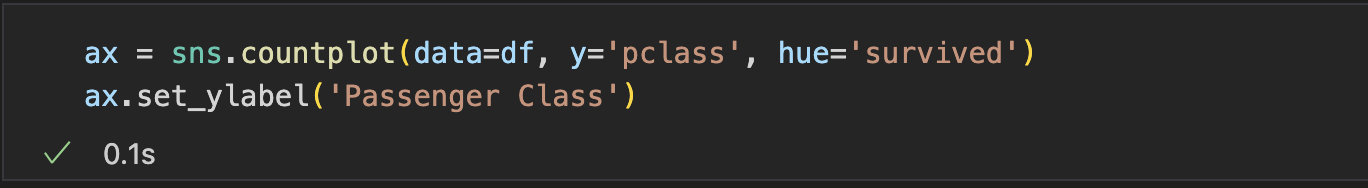 ax = sns.countplot(data=df, y='pclass', hue='survived')
ax.set_ylabel('Passenger Class')
0.1s